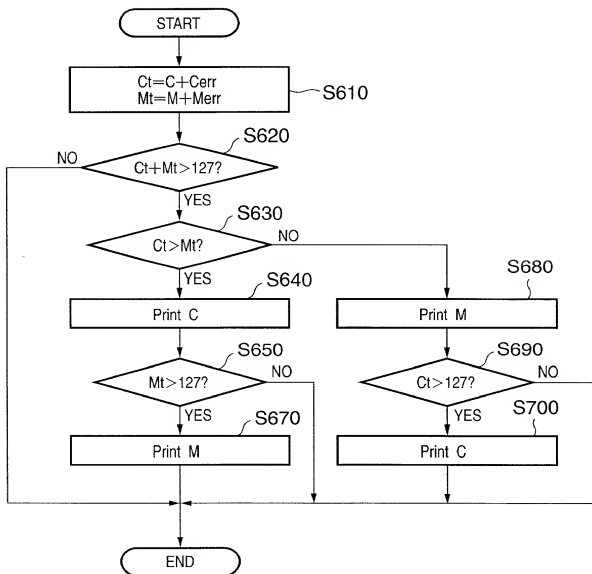 START
Ct=C+Cerr
Mt=M+Merr
S610
S620
NO
Ct+Mt>127?
YES
S630
Ct>Mt?
NO
YES
S640
Print C
S680
Print M
S650
Mt>127?
NO
YES
S690
Ct>127?
NO
YES
S670
Print M
S700
Print C
END